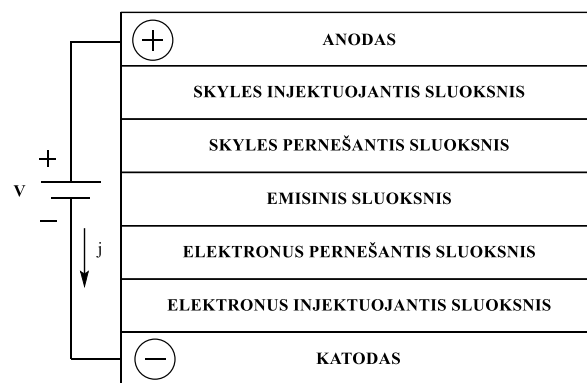 +
ANODAS
SKYLES INJEKTUOJANTIS SLUOKSNIS
SKYLES PERNEŠANTIS SLUOKSNIS
+
V
EMISINIS SLUOKSNIS
−
j
ELEKTRONUS PERNEŠANTIS SLUOKSNIS
ELEKTRONUS INJEKTUOJANTIS SLUOKSNIS
−
KATODAS